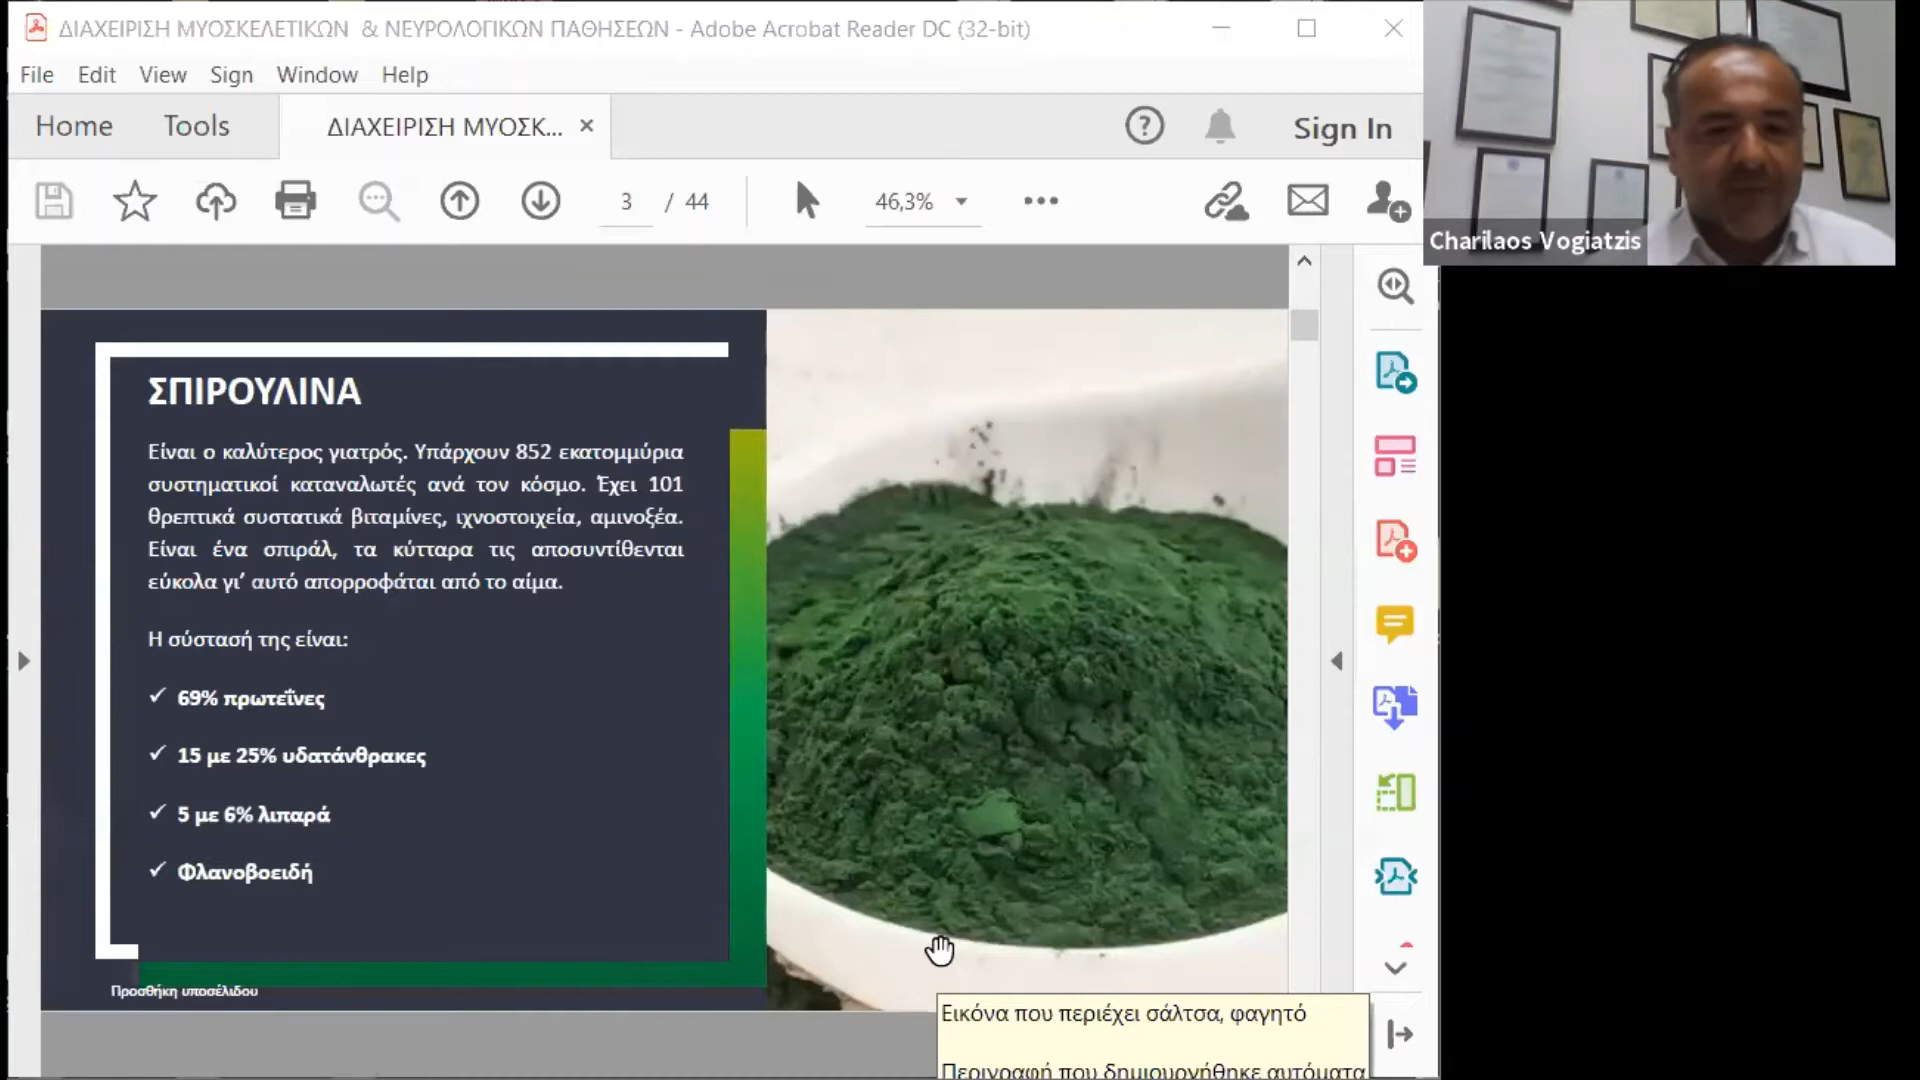 ΔΙΑΧΕΙΡΙΣΗ ΜΥΟΣΚΕΛΕΤΙΚΩΝ & ΝΕΥΡΟΛΟΓΙΚΩΝ ΠΑΘΗΣΕΩΝ - Adobe Acrobat Reader DC (32-bit)
File Edit View Sign Window Help
Home Tools ΔΙΑΧΕΙΡΙΣΗ ΜΥΟΣΚ... Sign In
3 / 44 46,3%
Charilaos Vogiatzis
ΣΠΙΡΟΥΛΙΝΑ
Είναι ο καλύτερος γιατρός. Υπάρχουν 852 εκατομμύρια
συστηματικοί καταναλωτές ανά τον κόσμο. Έχει 101
θρεπτικά συστατικά βιταμίνες, ιχνοστοιχεία, αμινοξέα.
Είναι ένα σπιράλ, τα κύτταρα τις αποσυντίθενται
εύκολα γι’ αυτό απορροφάται από το αίμα.
Η σύστασή της είναι:
✓ 69% πρωτεΐνες
✓ 15 με 25% υδατάνθρακες
✓ 5 με 6% λιπαρά
✓ Φλανοβοειδή
Προσθήκη υποσέλιδου
Εικόνα που περιέχει σάλτσα, φαγητό
Περιγραφή που δημιουργήθηκε αυτόματα